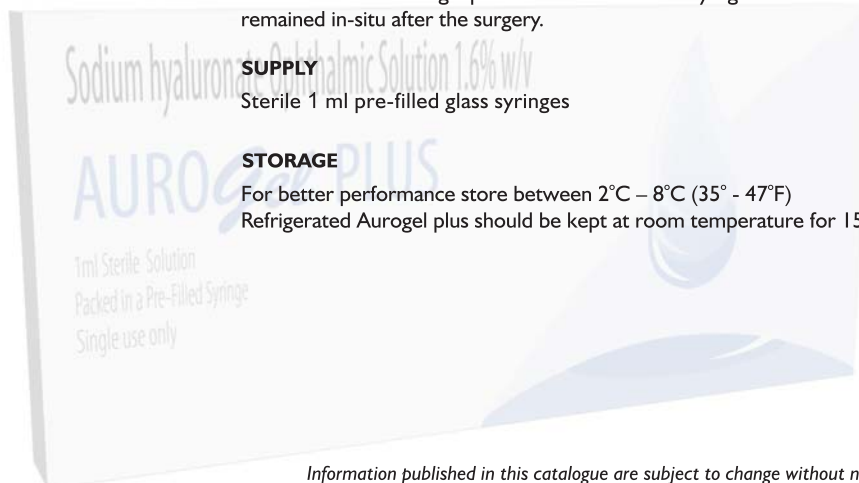 remained in-situ after the surgery.
SUPPLY
Sterile 1 ml pre-filled glass syringes
STORAGE
For better performance store between 2°C – 8°C (35° - 47°F)
Refrigerated Aurogel plus should be kept at room temperature for 15
Sodium hyaluronate Ophthalmic Solution 1.6% w/v
AUROGel PLUS
1ml Sterile Solution
Packed in a Pre-Filled Syringe
Single use only
Information published in this catalogue are subject to change without